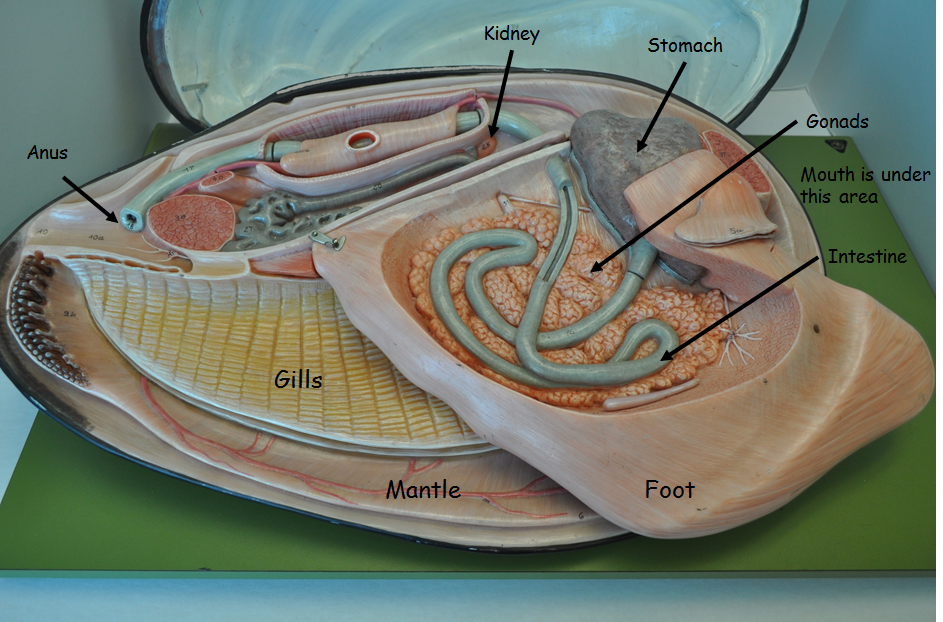 Kidney
Stomach
Gonads
Anus
Mouth is under
this area
Intestine
Gills
Mantle
Foot